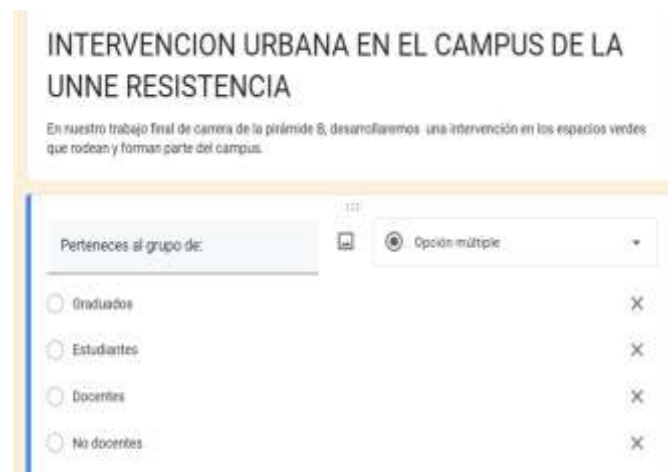 INTERVENCION URBANA EN EL CAMPUS DE LA
UNNE RESISTENCIA
En nuestro trabajo final de carrera de la pirámide B, desarrollaremos una intervención en los espacios verdes
que rodean y forman parte del campus.
Perteneces al grupo de:
Opción múltiple
Graduados
Estudiantes
Docentes
No docentes